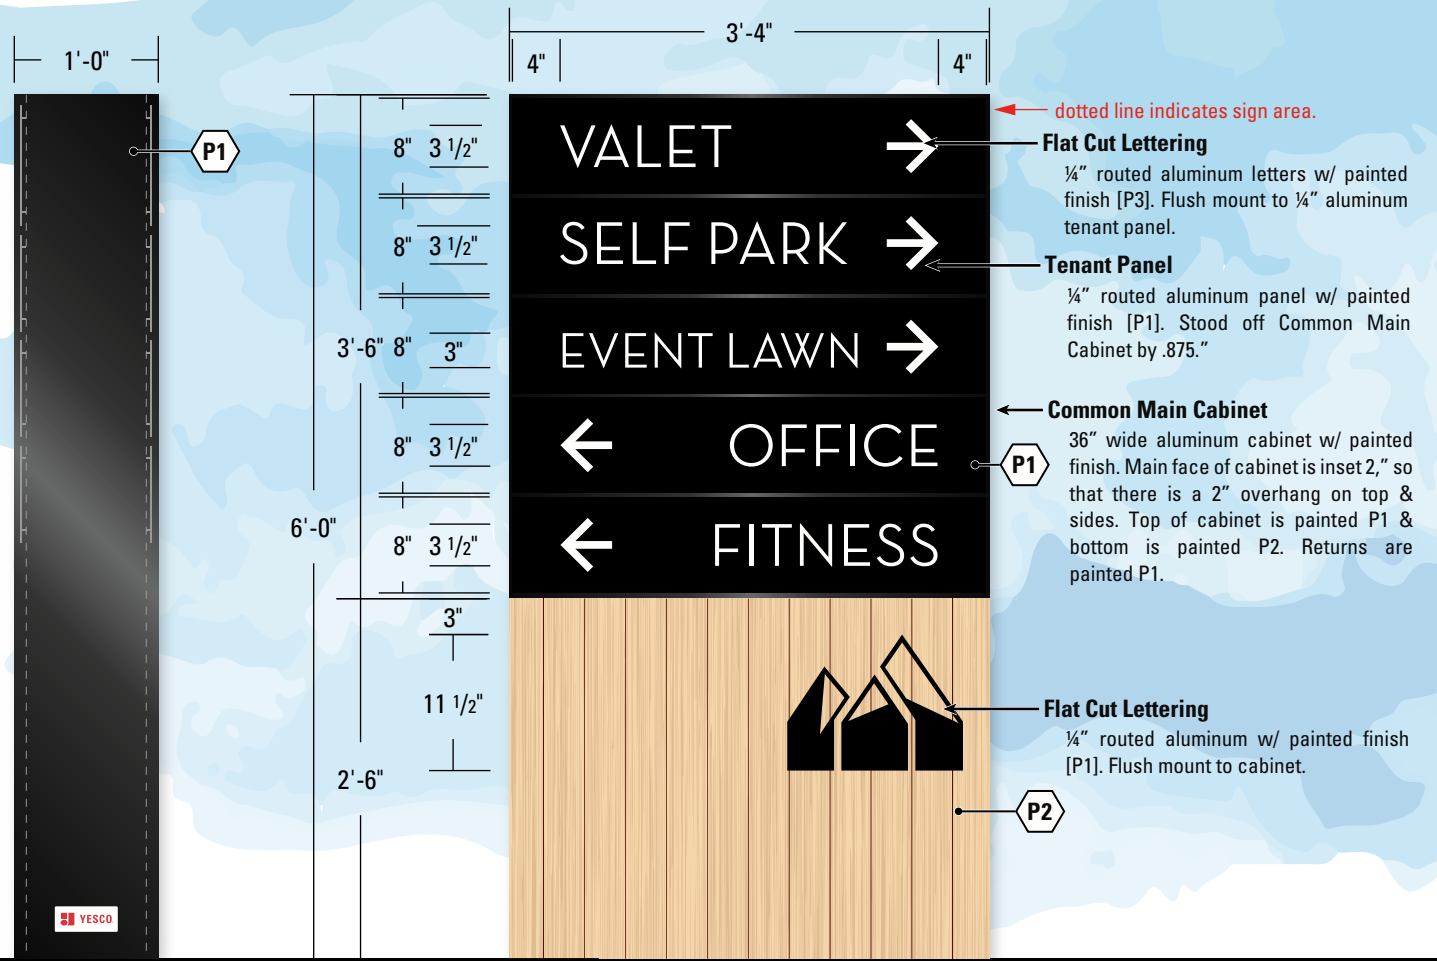 1'-0"
3'-4"
4"
4"
P1
8"
3 1/2"
8"
3 1/2"
3'-6"
8"
3"
8"
3 1/2"
6'-0"
8"
3 1/2"
3"
11 1/2"
2'-6"
YESCO
VALET
SELF PARK
EVENT LAWN
OFFICE
FITNESS
dotted line indicates sign area.
Flat Cut Lettering
¼” routed aluminum letters w/ painted
finish [P3]. Flush mount to ¼” aluminum
tenant panel.
Tenant Panel
¼” routed aluminum panel w/ painted
finish [P1]. Stood off Common Main
Cabinet by .875.”
Common Main Cabinet
P1
36” wide aluminum cabinet w/ painted
finish. Main face of cabinet is inset 2,” so
that there is a 2” overhang on top &
sides. Top of cabinet is painted P1 &
bottom is painted P2. Returns are
painted P1.
Flat Cut Lettering
¼” routed aluminum w/ painted finish
[P1]. Flush mount to cabinet.
P2